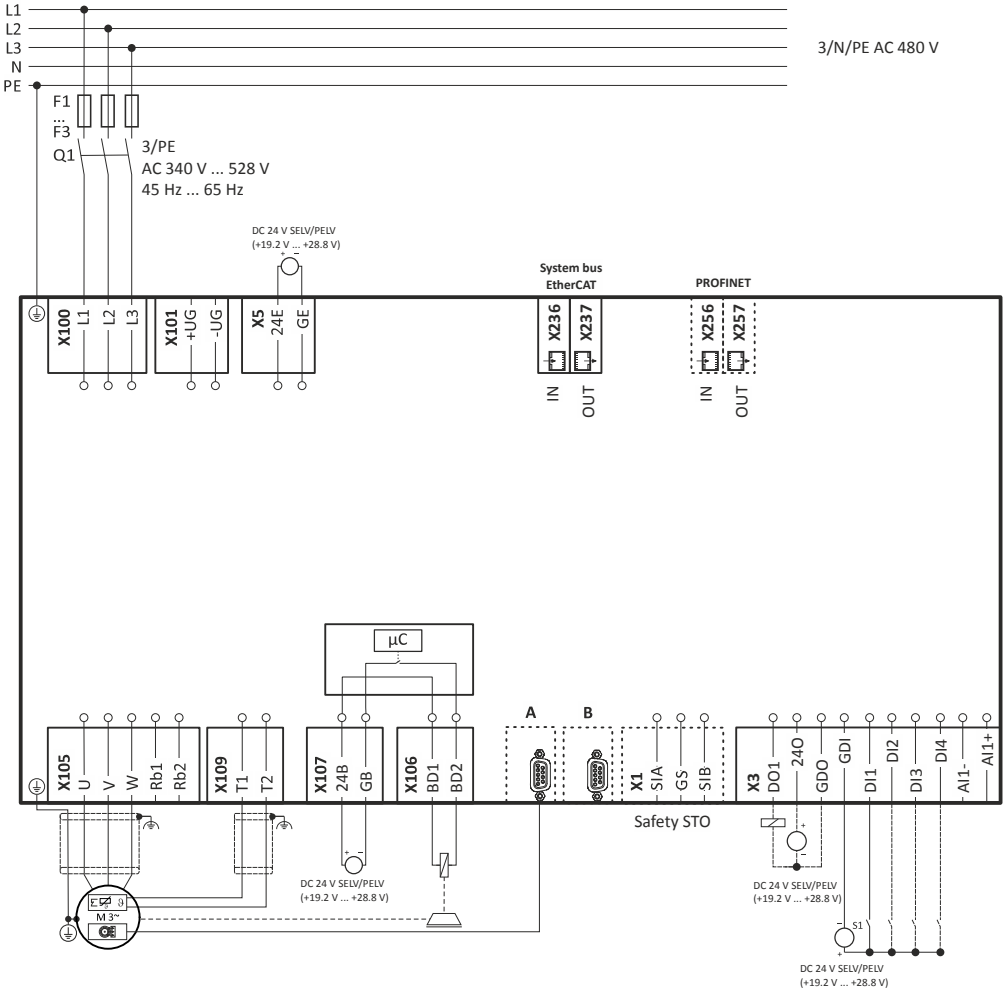 L1
L2
L3
N
PE
3/N/PE AC 480 V
F1
...
F3
Q1
3/PE
AC 340 V ... 528 V
45 Hz ... 65 Hz
DC 24 V SELV/PELV
(+19.2 V ... +28.8 V)
+ −
System bus
EtherCAT
PROFINET
X100
L1
L2
L3
X101
+UG
-UG
X5
24E
GE
X236
X237
X256
X257
IN
OUT
IN
OUT
µC
A
B
X105
U
V
W
Rb1
Rb2
X109
T1
T2
X107
24B
GB
X106
BD1
BD2
X1
SIA
GS
SIB
X3
DO1
24O
GDO
GDI
DI1
DI2
DI3
DI4
AI1-
AI1+
Safety STO
+ −
DC 24 V SELV/PELV
(+19.2 V ... +28.8 V)
+
−
DC 24 V SELV/PELV
(+19.2 V ... +28.8 V)
ϑ
M 3~
−
+
S1
DC 24 V SELV/PELV
(+19.2 V ... +28.8 V)